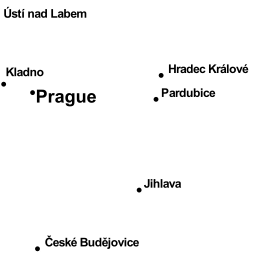 Ústí nad Labem
Hradec Králové
Kladno
Pardubice
Prague
Jihlava
České Budějovice